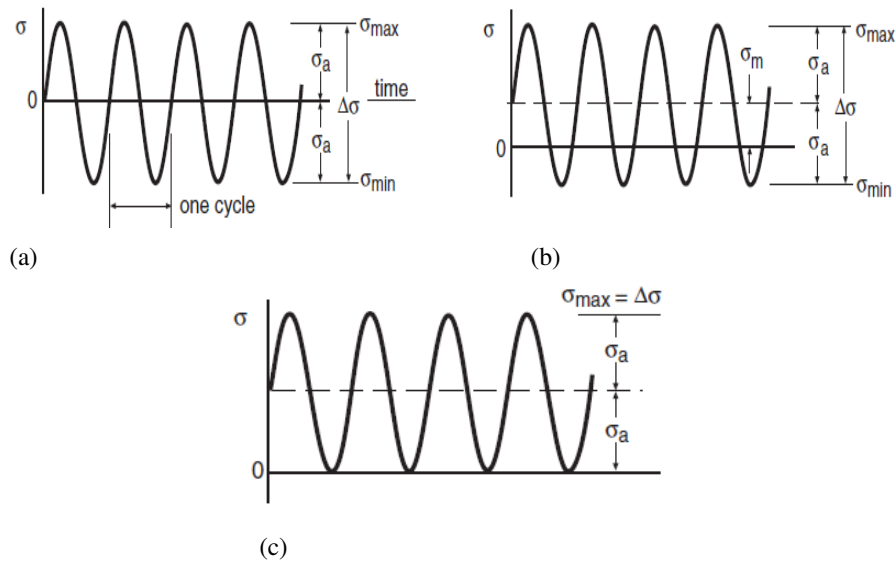 σ
σmax
σa
0
time
Δσ
σa
σmin
one cycle
(a)
σ
σmax
σm
σa
Δσ
0
σa
σmin
(b)
σmax = Δσ
σ
σa
σa
0
(c)